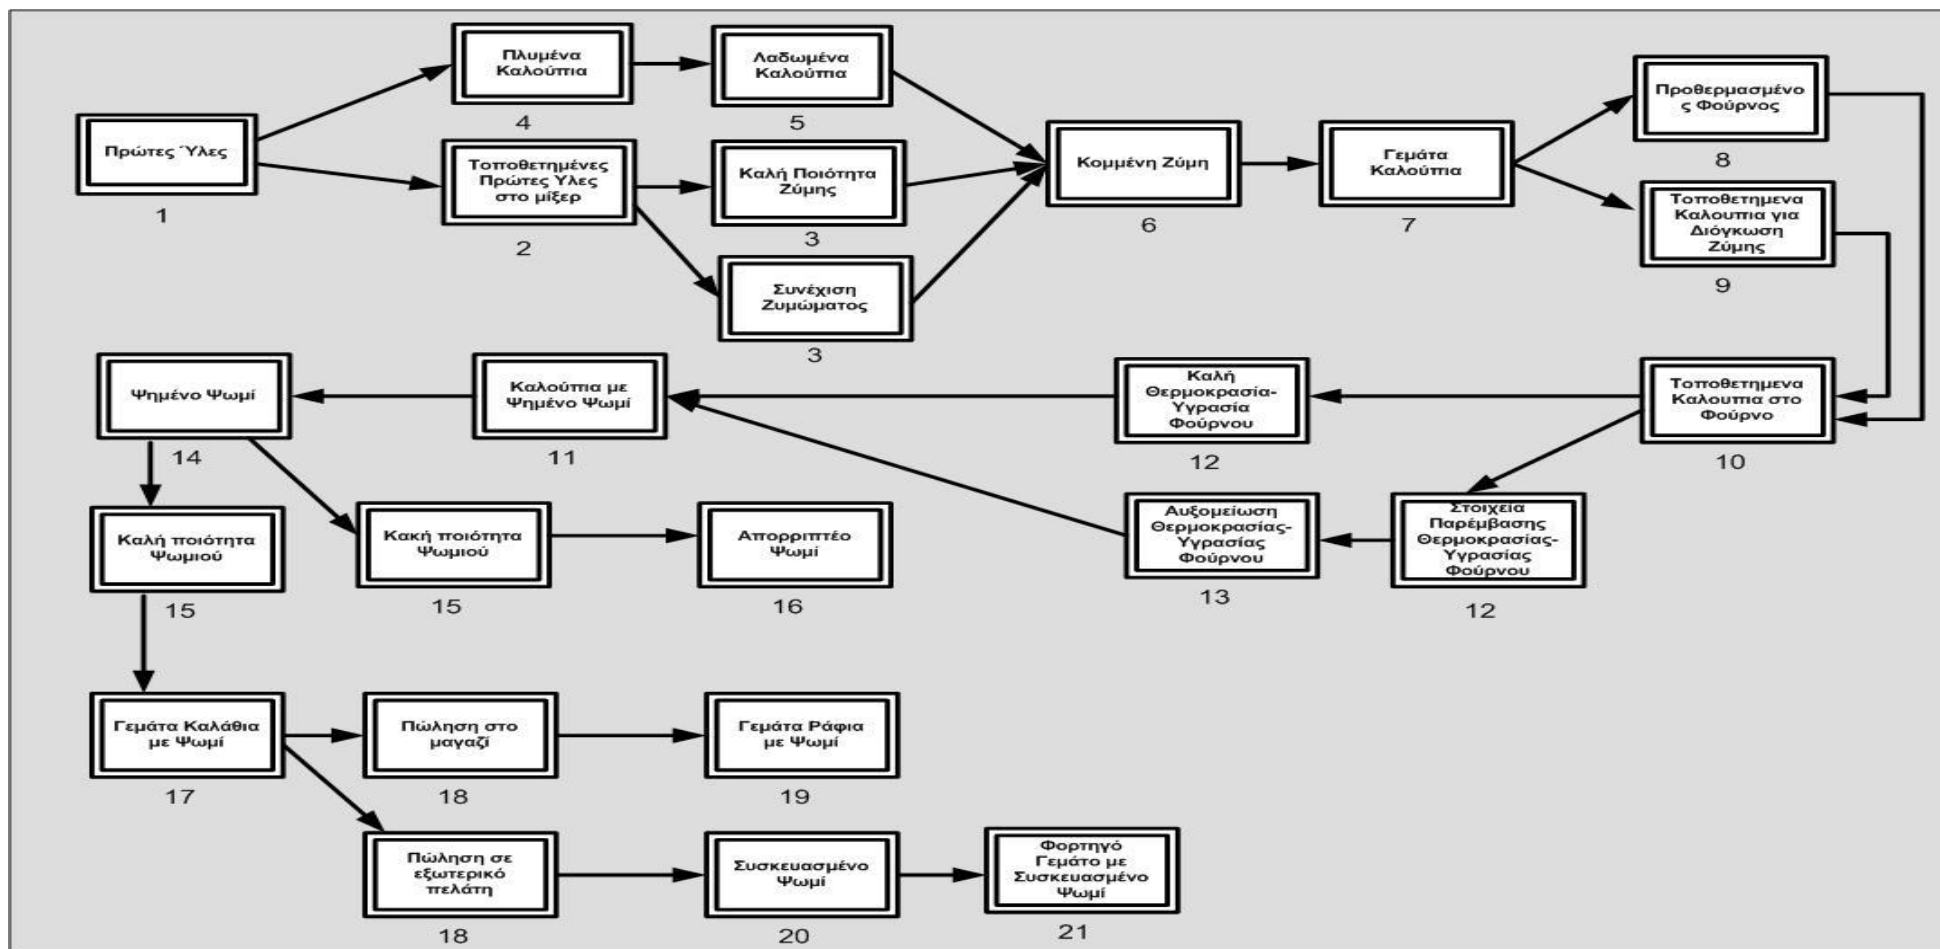 Πλυμένα
Καλούπια
4
Λαδωμένα
Καλούπια
5
Πρώτες Ύλες
1
Τοποθετημένες
Πρώτες Υλες
στο μίξερ
2
Καλή Ποιότητα
Ζύμης
3
Συνέχιση
Ζυμώματος
3
Κομμένη Ζύμη
6
Γεμάτα
Καλούπια
7
Προθερμασμένο
ς Φούρνος
8
Τοποθετημενα
Καλουπια για
Διόγκωση
Ζύμης
9
Τοποθετημενα
Καλουπια στο
Φούρνο
10
Καλή
Θερμοκρασία-
Υγρασία
Φούρνου
12
Στοιχεία
Παρέμβασης
Θερμοκρασίας-
Υγρασίας
Φούρνου
12
Αυξομείωση
Θερμοκρασίας-
Υγρασίας
Φούρνου
13
Καλούπια με
Ψημένο Ψωμί
11
Ψημένο Ψωμί
14
Καλή ποιότητα
Ψωμιού
15
Κακή ποιότητα
Ψωμιού
15
Απορριπτέο
Ψωμί
16
Γεμάτα Καλάθια
με Ψωμί
17
Πώληση στο
μαγαζί
18
Γεμάτα Ράφια
με Ψωμί
19
Πώληση σε
εξωτερικό
πελάτη
18
Συσκευασμένο
Ψωμί
20
Φορτηγό
Γεμάτο με
Συσκευασμένο
Ψωμί
21